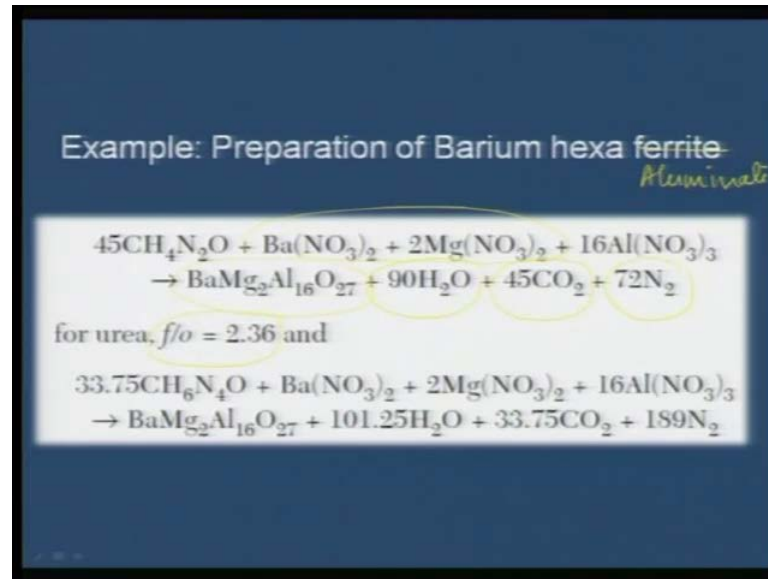 Example: Preparation of Barium hexa ferrite
Aluminate
45CH₄N₂O + Ba(NO₃)₂ + 2Mg(NO₃)₂ + 16Al(NO₃)₃
→ BaMg₂Al₁₆O₂₇ + 90H₂O + 45CO₂ + 72N₂
for urea, f/o = 2.36 and
33.75CH₆N₄O + Ba(NO₃)₂ + 2Mg(NO₃)₂ + 16Al(NO₃)₃
→ BaMg₂Al₁₆O₂₇ + 101.25H₂O + 33.75CO₂ + 189N₂